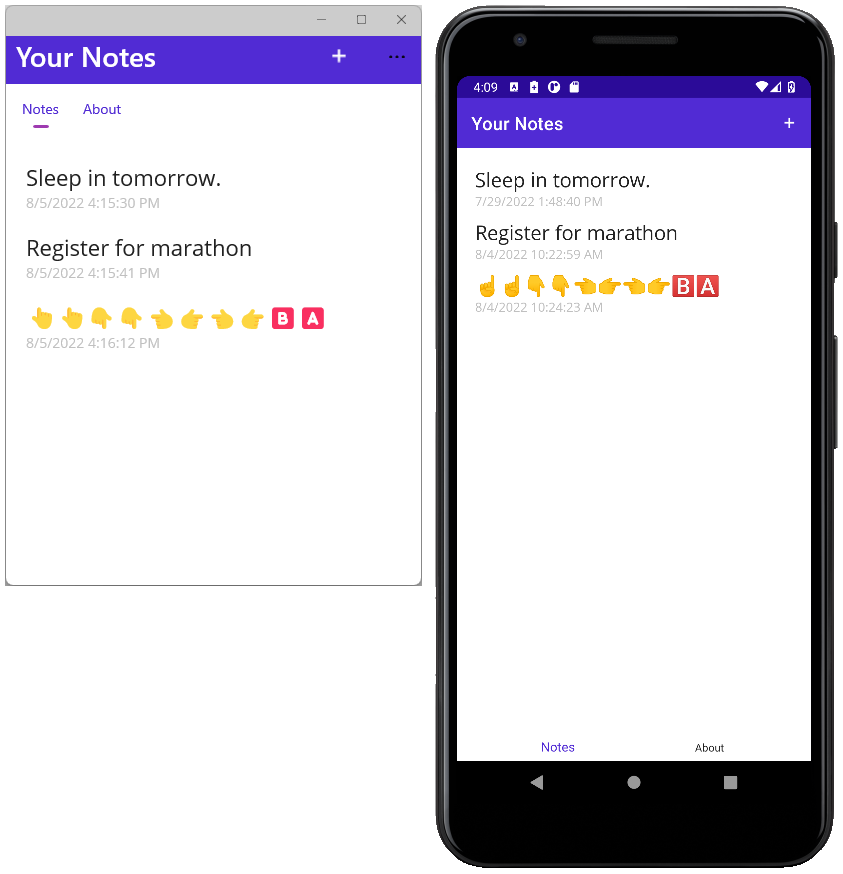 Your Notes
Notes About
Sleep in tomorrow.
8/5/2022 4:15:30 PM
Register for marathon
8/5/2022 4:15:41 PM
👆👆👇👇👈👉👈👉🅱🅰
8/5/2022 4:16:12 PM
4:09
Your Notes
Sleep in tomorrow.
7/29/2022 1:48:40 PM
Register for marathon
8/4/2022 10:22:59 AM
☝☝👇👇👈👉👈👉🅱🅰
8/4/2022 10:24:23 AM
Notes About